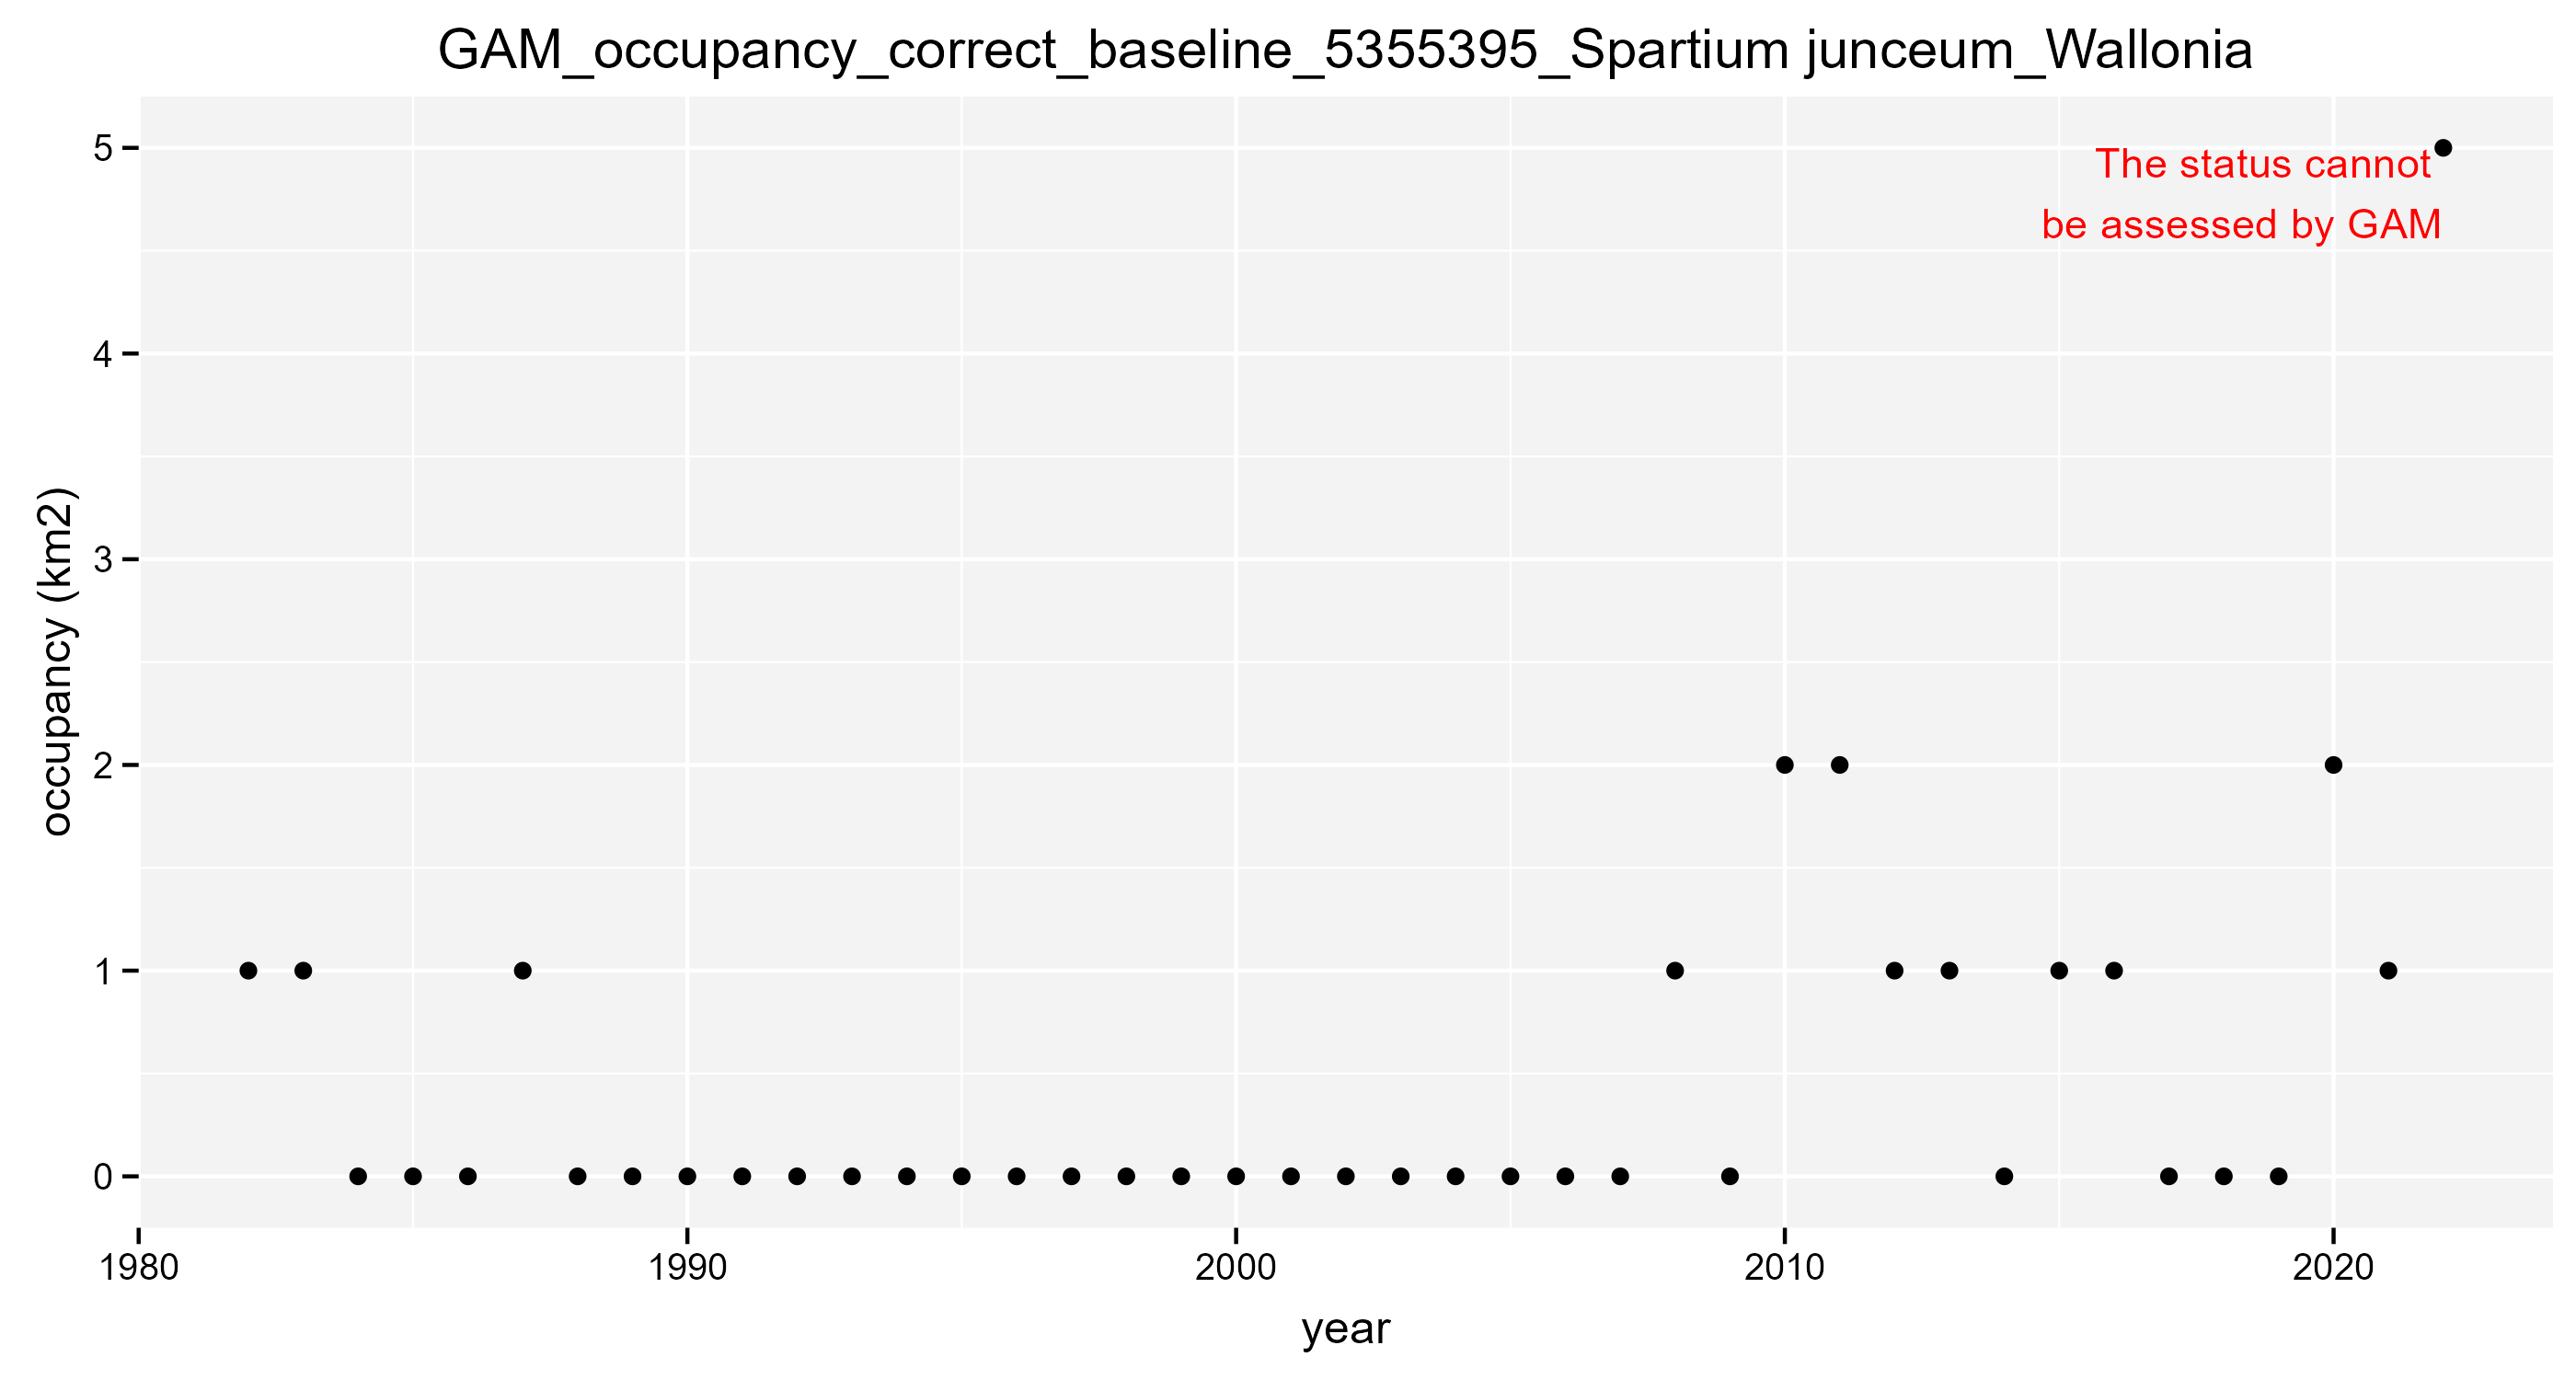 GAM_occupancy_correct_baseline_5355395_Spartium junceum_Wallonia
The status cannot
be assessed by GAM
occupancy (km2)
5
4
3
2
1
0
1980 1990 2000 2010 2020
year